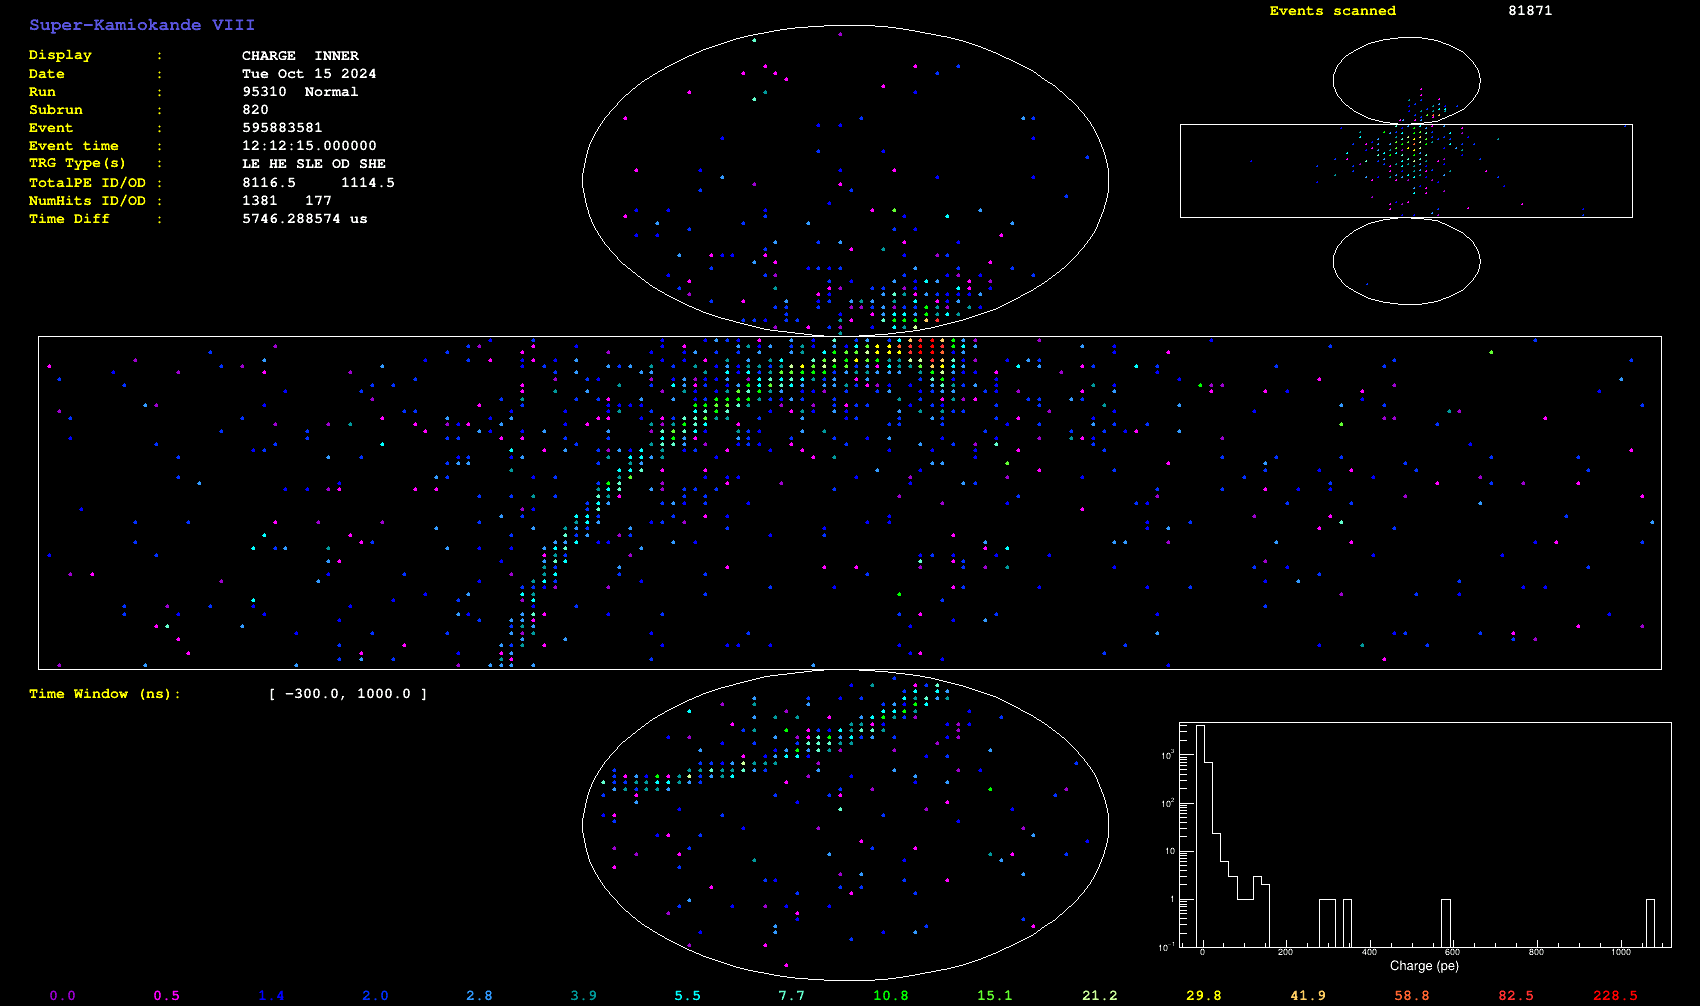 Super-Kamiokande VIII
Events scanned 81871
Display : CHARGE INNER
Date : Tue Oct 15 2024
Run : 95310 Normal
Subrun : 820
Event : 595883581
Event time : 12:12:15.000000
TRG Type(s) : LE HE SLE OD SHE
TotalPE ID/OD : 8116.5 1114.5
NumHits ID/OD : 1381 177
Time Diff : 5746.288574 us
Time Window (ns): [ -300.0, 1000.0 ]
10³
10²
10
1
10⁻¹
0 200 400 600 800 1000
Charge (pe)
0.0 0.5 1.4 2.0 2.8 3.9 5.5 7.7 10.8 15.1 21.2 29.8 41.9 58.8 82.5 228.5